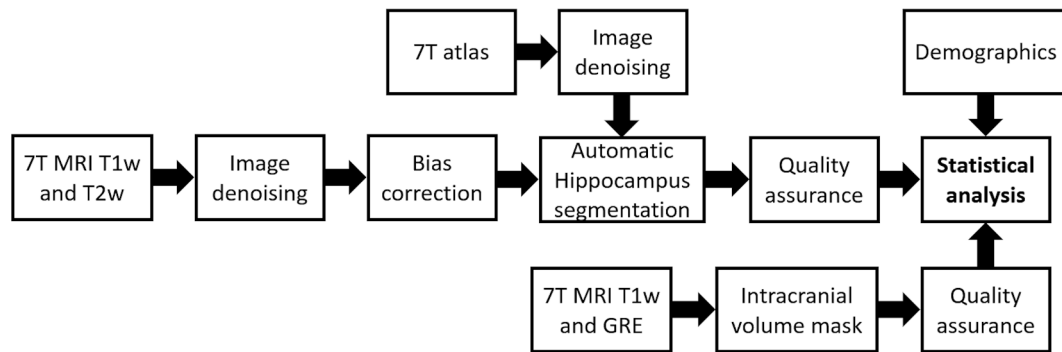 7T atlas
Image
denoising
Demographics
7T MRI T1w
and T2w
Image
denoising
Bias
correction
Automatic
Hippocampus
segmentation
Quality
assurance
Statistical
analysis
7T MRI T1w
and GRE
Intracranial
volume mask
Quality
assurance